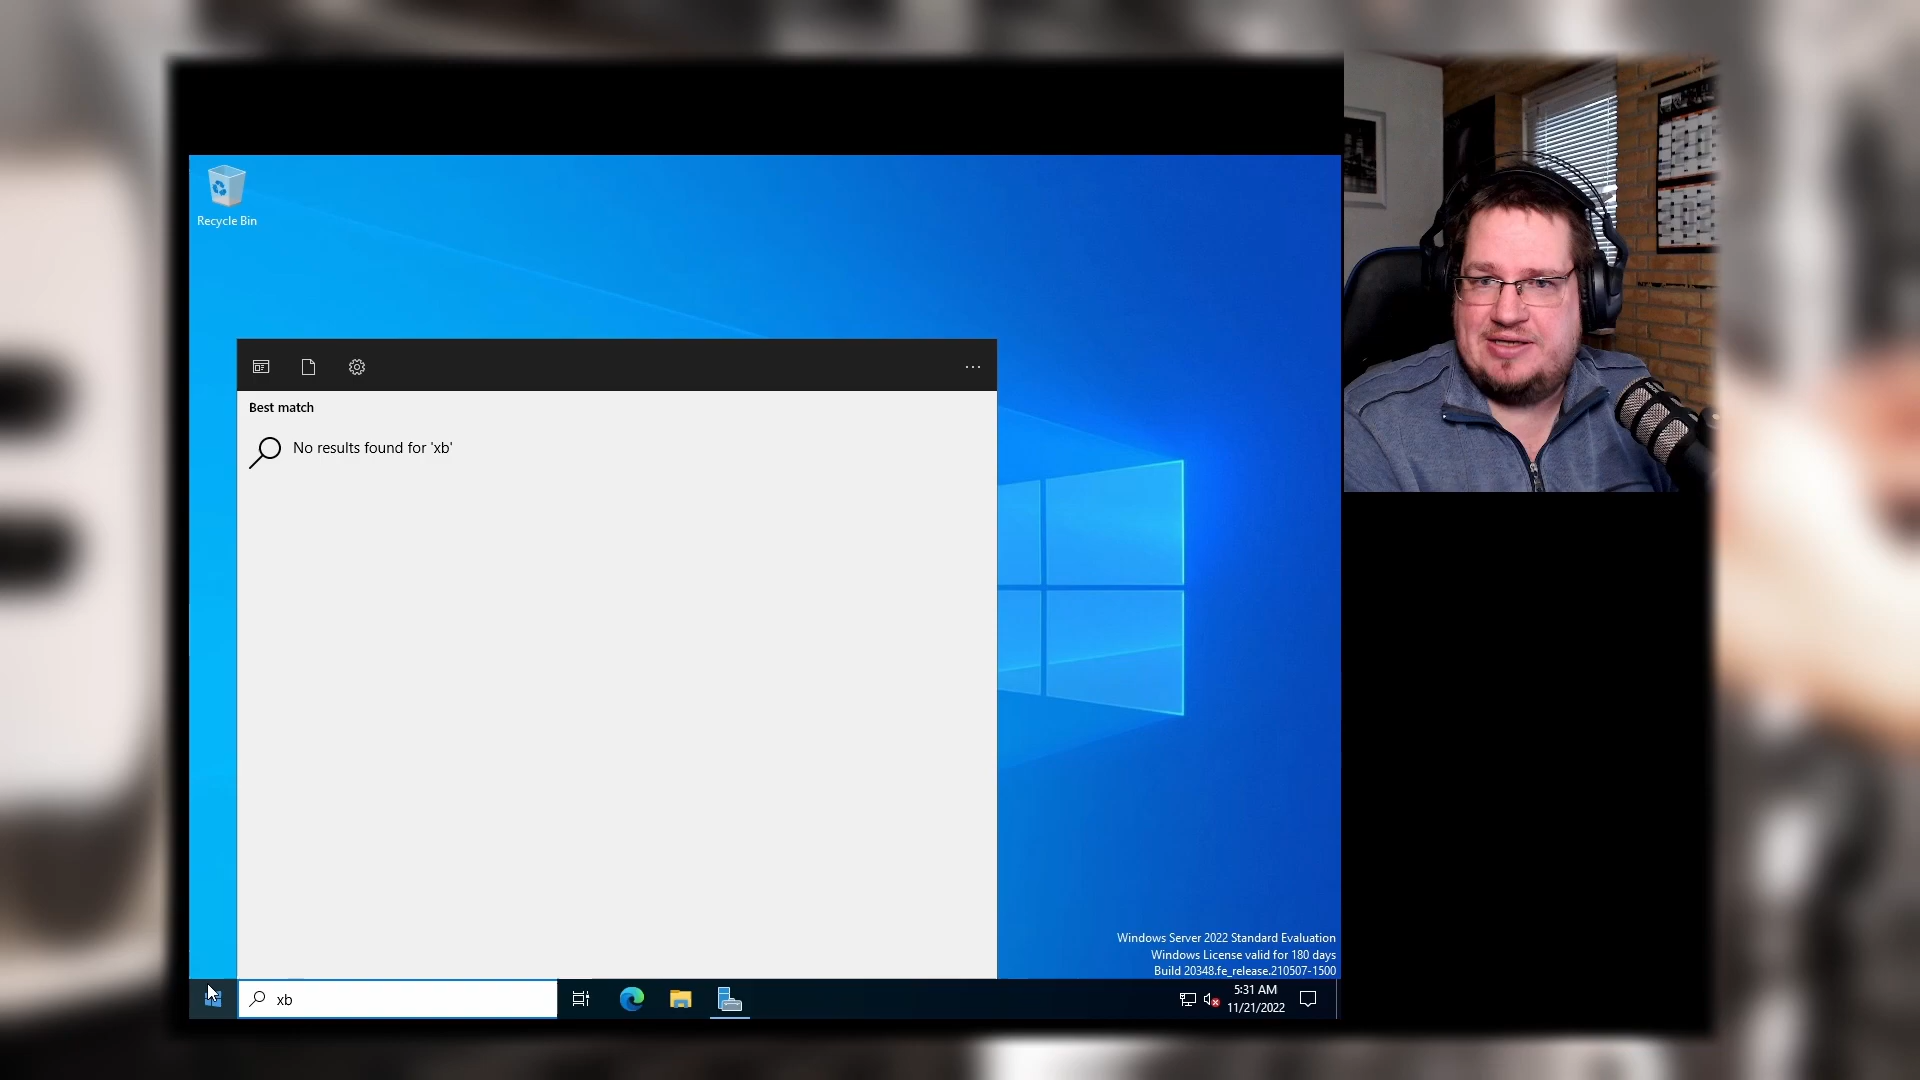 Recycle Bin
Best match
No results found for 'xb'
Windows Server 2022 Standard Evaluation
Windows License valid for 180 days
Build 20348.fe_release.210507-1500
xb
5:31 AM
11/21/2022